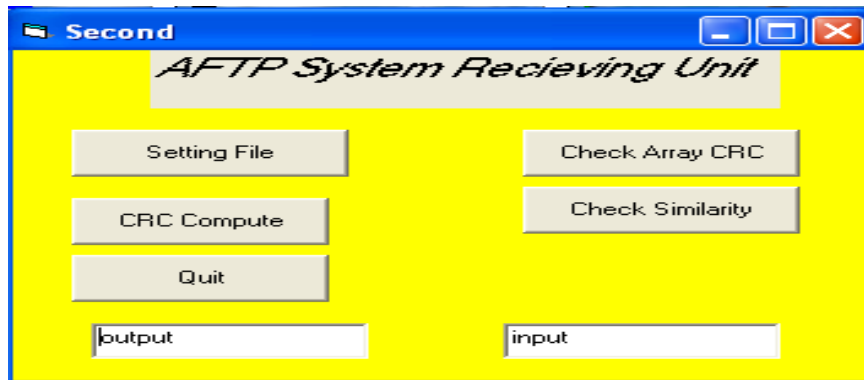 Second
AFTP System Recieving Unit
Setting File
Check Array CRC
CRC Compute
Check Similarity
Quit
output
input